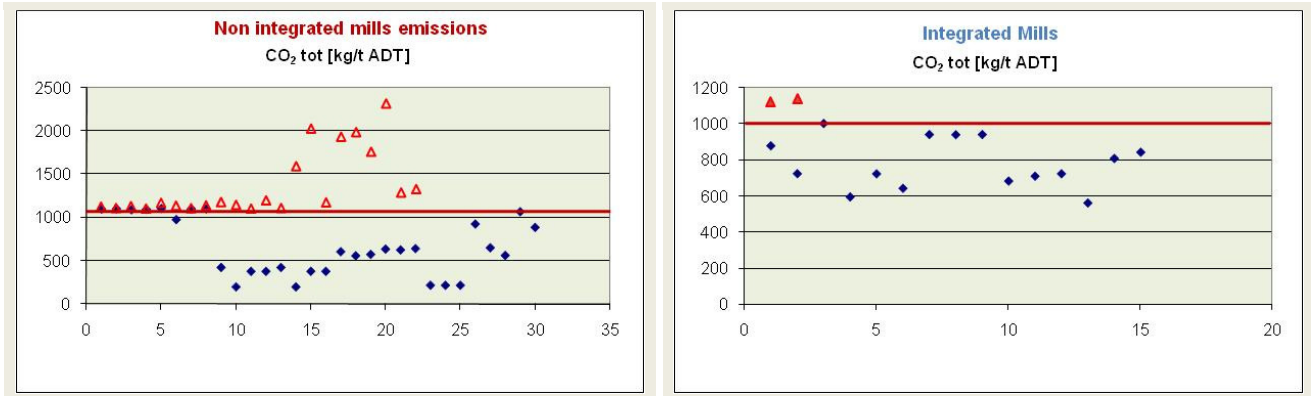 Non integrated mills emissions
CO₂ tot [kg/t ADT]
2500
2000
1500
1000
500
0
0 5 10 15 20 25 30 35
Integrated Mills
CO₂ tot [kg/t ADT]
1200
1000
800
600
400
200
0
0 5 10 15 20